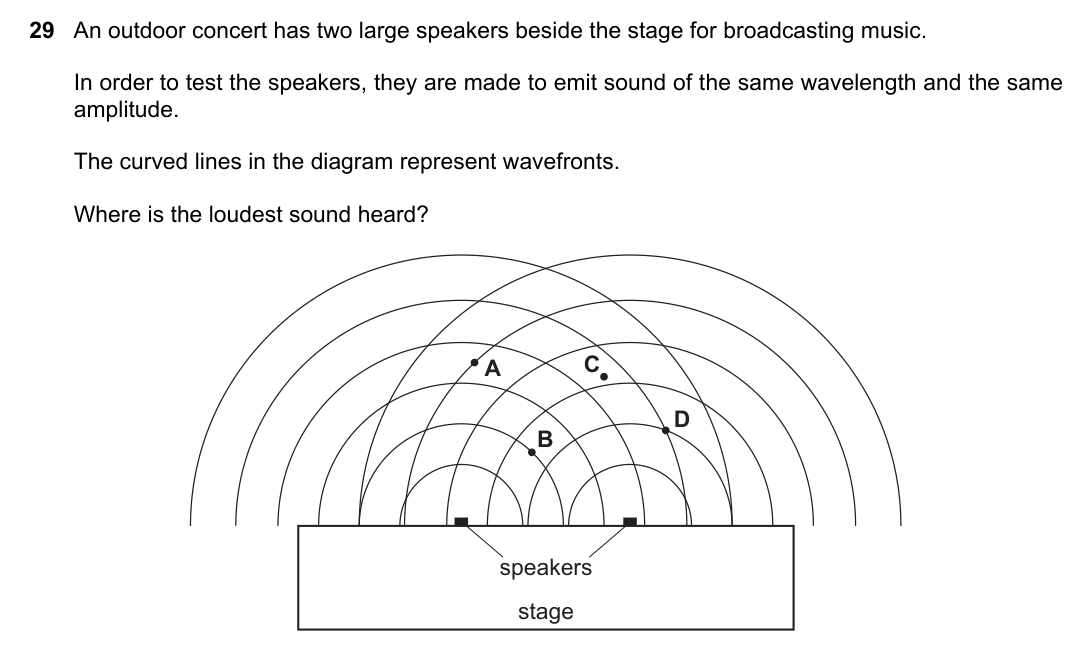 29 An outdoor concert has two large speakers beside the stage for broadcasting music.
In order to test the speakers, they are made to emit sound of the same wavelength and the same
amplitude.
The curved lines in the diagram represent wavefronts.
Where is the loudest sound heard?
A
C
D
B
speakers
stage